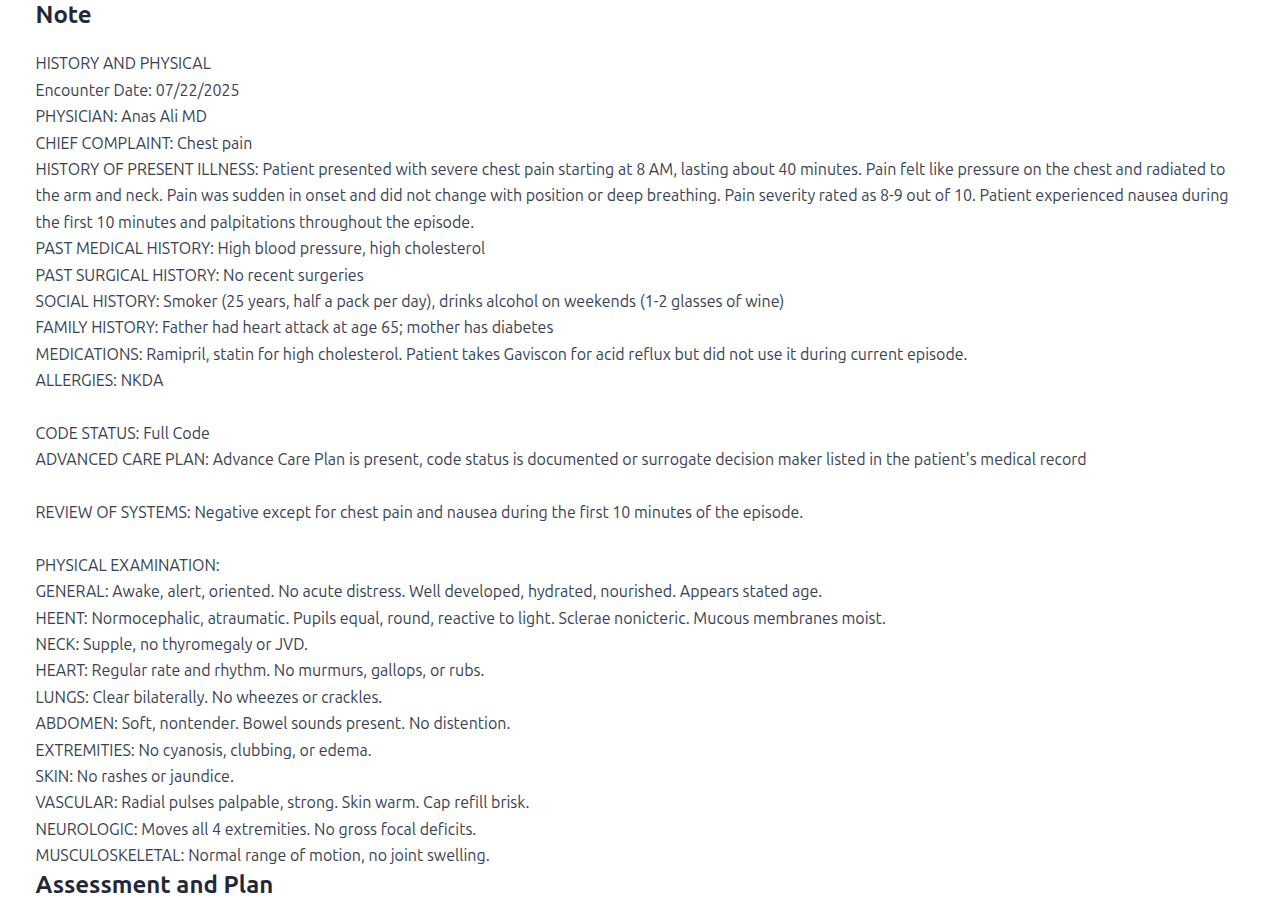 Note
HISTORY AND PHYSICAL
Encounter Date: 07/22/2025
PHYSICIAN: Anas Ali MD
CHIEF COMPLAINT: Chest pain
HISTORY OF PRESENT ILLNESS: Patient presented with severe chest pain starting at 8 AM, lasting about 40 minutes. Pain felt like pressure on the chest and radiated to
the arm and neck. Pain was sudden in onset and did not change with position or deep breathing. Pain severity rated as 8-9 out of 10. Patient experienced nausea during
the first 10 minutes and palpitations throughout the episode.
PAST MEDICAL HISTORY: High blood pressure, high cholesterol
PAST SURGICAL HISTORY: No recent surgeries
SOCIAL HISTORY: Smoker (25 years, half a pack per day), drinks alcohol on weekends (1-2 glasses of wine)
FAMILY HISTORY: Father had heart attack at age 65; mother has diabetes
MEDICATIONS: Ramipril, statin for high cholesterol. Patient takes Gaviscon for acid reflux but did not use it during current episode.
ALLERGIES: NKDA
CODE STATUS: Full Code
ADVANCED CARE PLAN: Advance Care Plan is present, code status is documented or surrogate decision maker listed in the patient's medical record
REVIEW OF SYSTEMS: Negative except for chest pain and nausea during the first 10 minutes of the episode.
PHYSICAL EXAMINATION:
GENERAL: Awake, alert, oriented. No acute distress. Well developed, hydrated, nourished. Appears stated age.
HEENT: Normocephalic, atraumatic. Pupils equal, round, reactive to light. Sclerae nonicteric. Mucous membranes moist.
NECK: Supple, no thyromegaly or JVD.
HEART: Regular rate and rhythm. No murmurs, gallops, or rubs.
LUNGS: Clear bilaterally. No wheezes or crackles.
ABDOMEN: Soft, nontender. Bowel sounds present. No distention.
EXTREMITIES: No cyanosis, clubbing, or edema.
SKIN: No rashes or jaundice.
VASCULAR: Radial pulses palpable, strong. Skin warm. Cap refill brisk.
NEUROLOGIC: Moves all 4 extremities. No gross focal deficits.
MUSCULOSKELETAL: Normal range of motion, no joint swelling.
Assessment and Plan